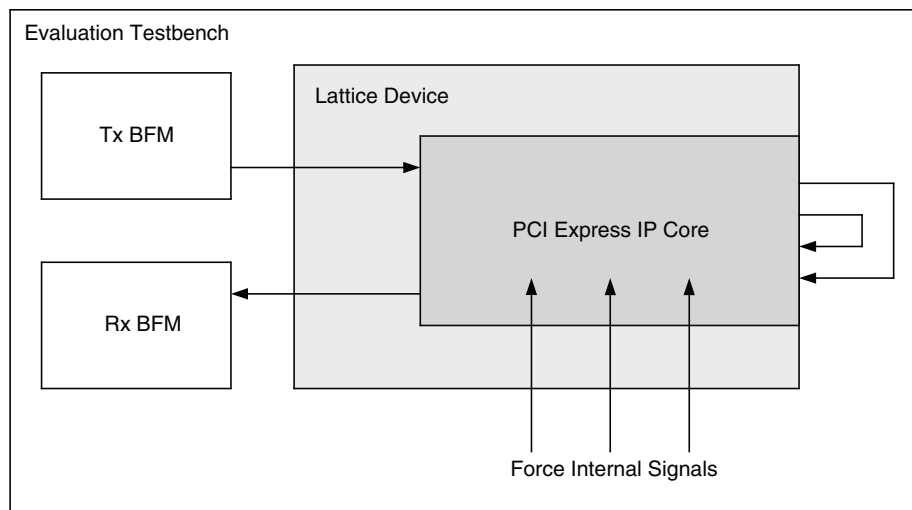 Evaluation Testbench
Lattice Device
Tx BFM
PCI Express IP Core
Rx BFM
Force Internal Signals